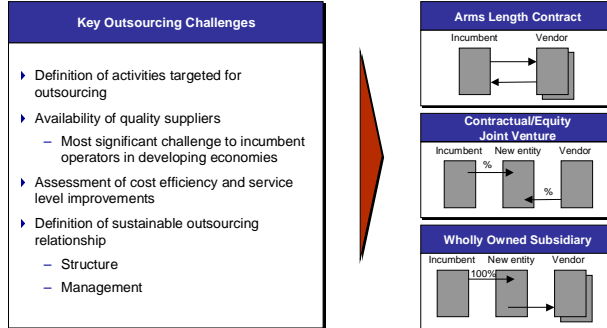 Key Outsourcing Challenges
Definition of activities targeted for
outsourcing
Availability of quality suppliers
– Most significant challenge to incumbent
operators in developing economies
Assessment of cost efficiency and service
level improvements
Definition of sustainable outsourcing
relationship
– Structure
– Management
Arms Length Contract
Incumbent Vendor
Contractual/Equity
Joint Venture
Incumbent New entity Vendor
%
%
Wholly Owned Subsidiary
Incumbent New entity Vendor
100%